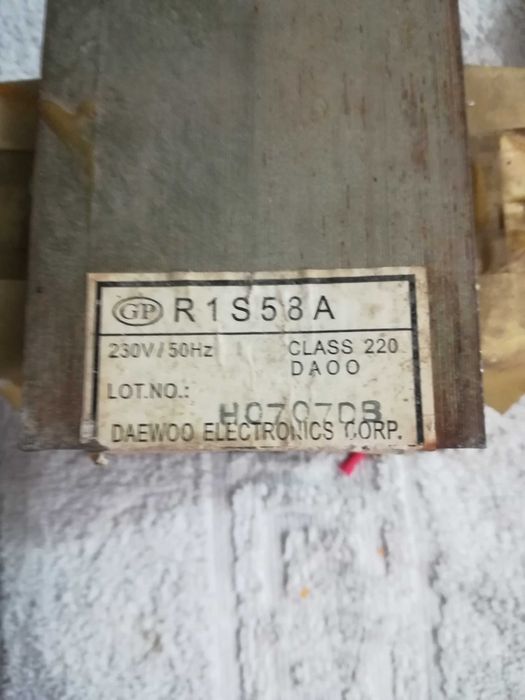 GP R1S58A
230V/50Hz CLASS 220
DAOO
LOT.NO.: H0707DB
DAEWOO ELECTRONICS CORP.